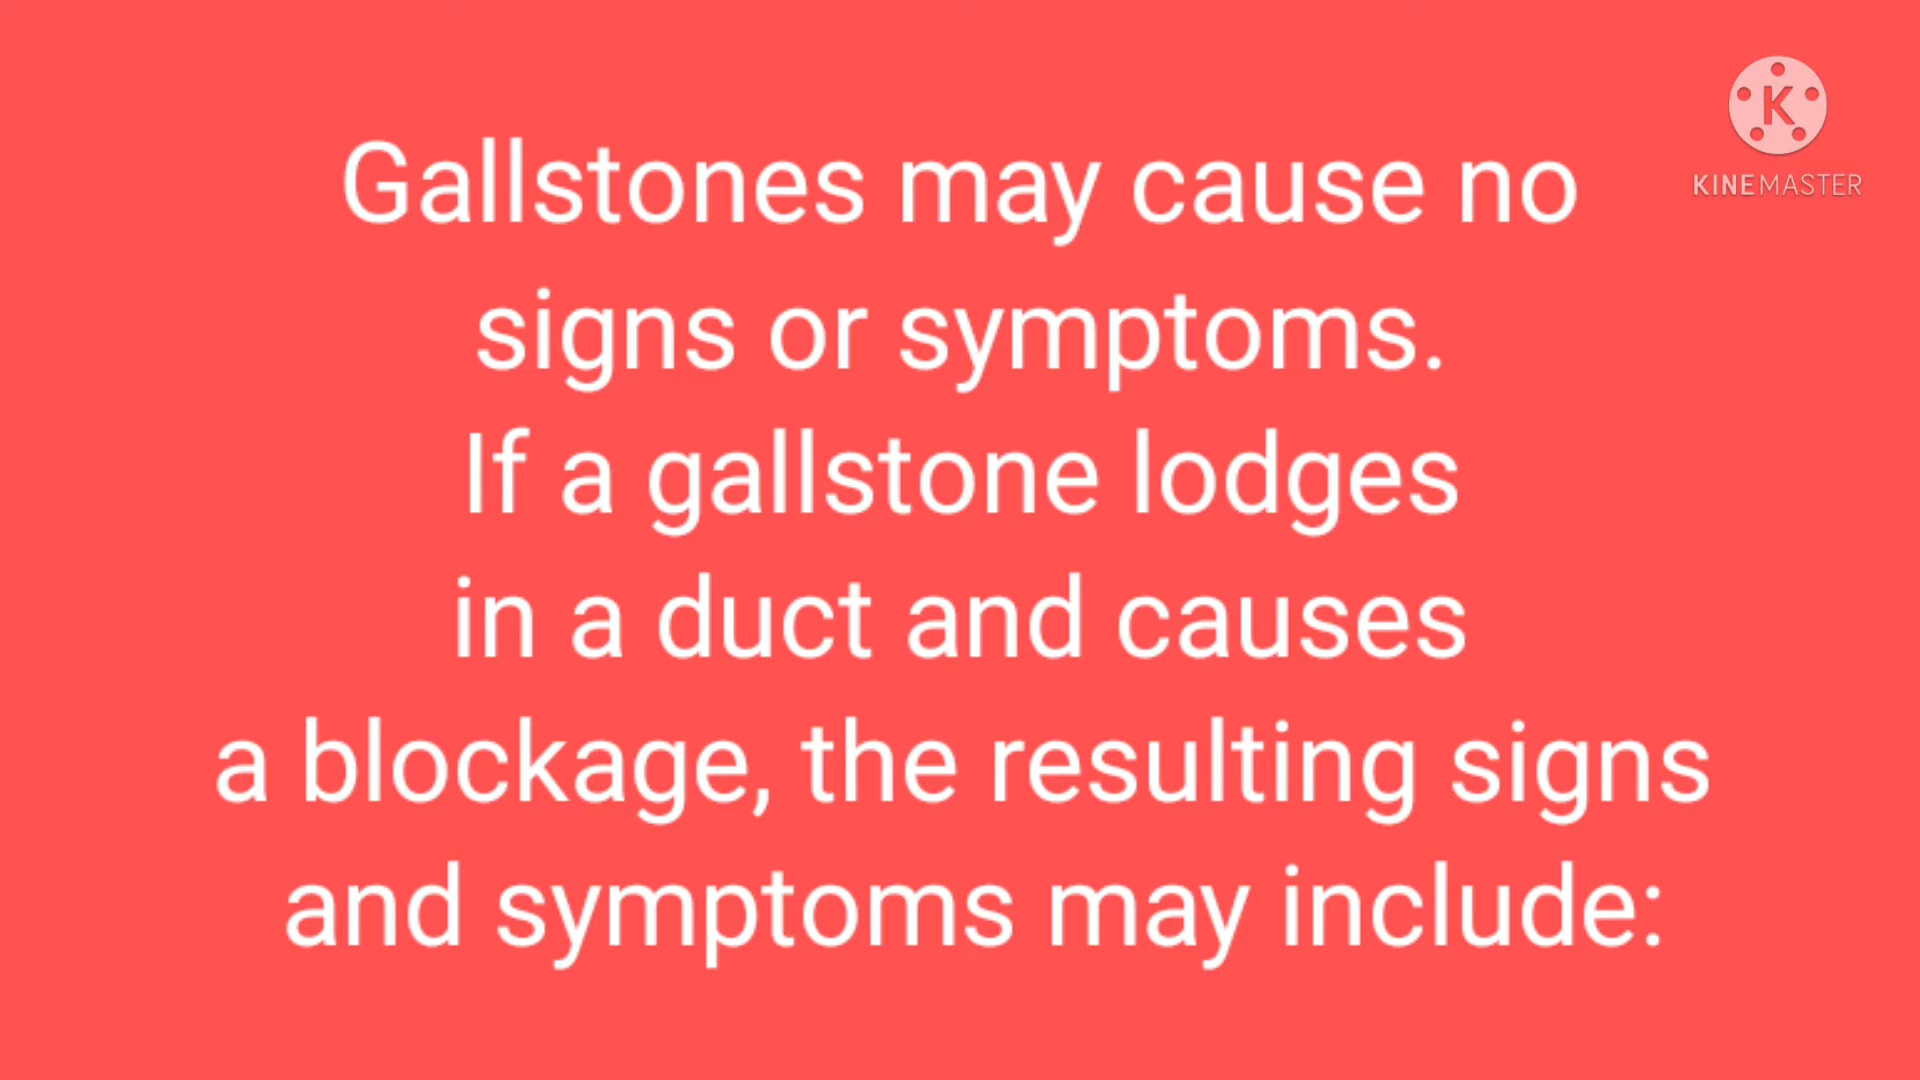 K
KINEMASTER
Gallstones may cause no
signs or symptoms.
If a gallstone lodges
in a duct and causes
a blockage, the resulting signs
and symptoms may include: